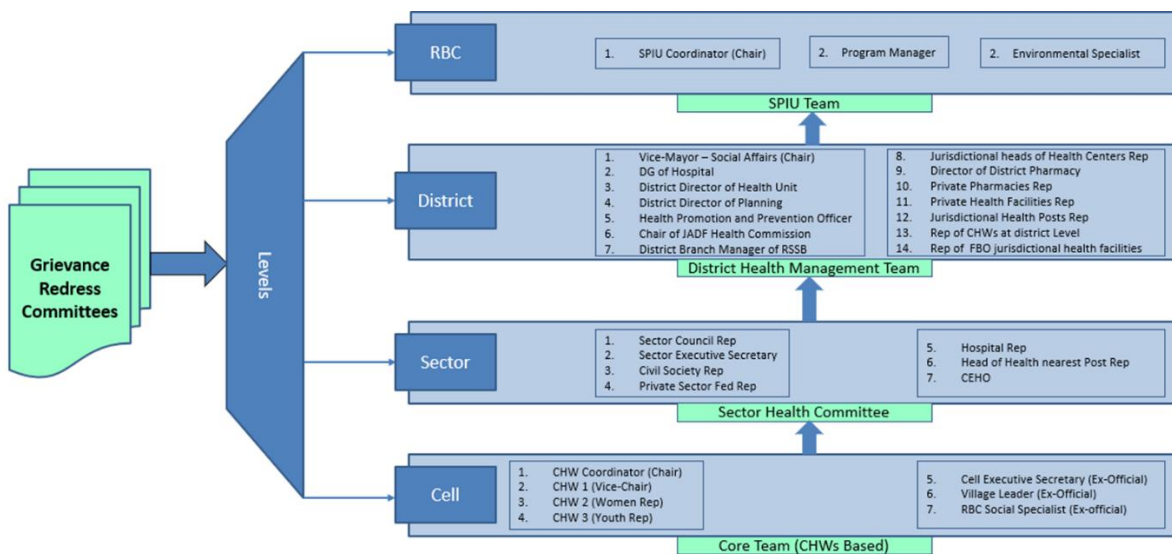 Grievance
Redress
Committees
Levels
RBC
1. SPIU Coordinator (Chair)
2. Program Manager
2. Environmental Specialist
SPIU Team
District
1. Vice-Mayor – Social Affairs (Chair)
2. DG of Hospital
3. District Director of Health Unit
4. District Director of Planning
5. Health Promotion and Prevention Officer
6. Chair of JADF Health Commission
7. District Branch Manager of RSSB
8. Jurisdictional heads of Health Centers Rep
9. Director of District Pharmacy
10. Private Pharmacies Rep
11. Private Health Facilities Rep
12. Jurisdictional Health Posts Rep
13. Rep of CHWs at district Level
14. Rep of FBO jurisdictional health facilities
District Health Management Team
Sector
1. Sector Council Rep
2. Sector Executive Secretary
3. Civil Society Rep
4. Private Sector Fed Rep
5. Hospital Rep
6. Head of Health nearest Post Rep
7. CEHO
Sector Health Committee
Cell
1. CHW Coordinator (Chair)
2. CHW 1 (Vice-Chair)
3. CHW 2 (Women Rep)
4. CHW 3 (Youth Rep)
5. Cell Executive Secretary (Ex-Official)
6. Village Leader (Ex-Official)
7. RBC Social Specialist (Ex-official)
Core Team (CHWs Based)